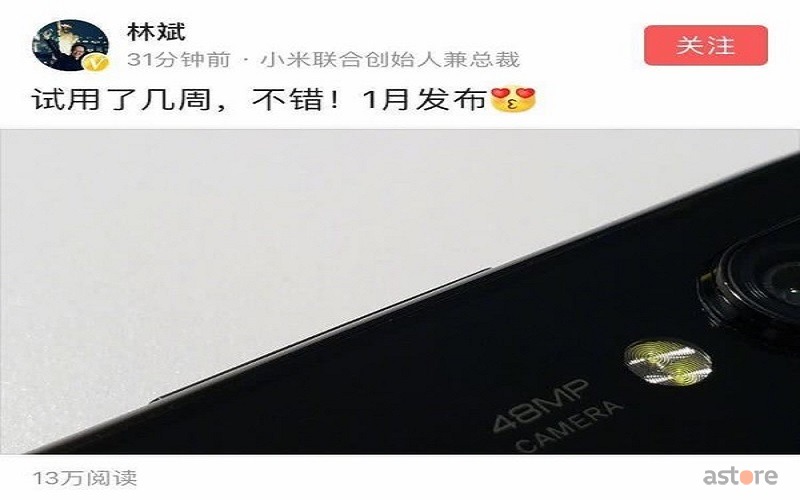 林斌
31分钟前 · 小米联合创始人兼总裁
关注
试用了几周，不错！1月发布😍
48MP
CAMERA
13万阅读
astore